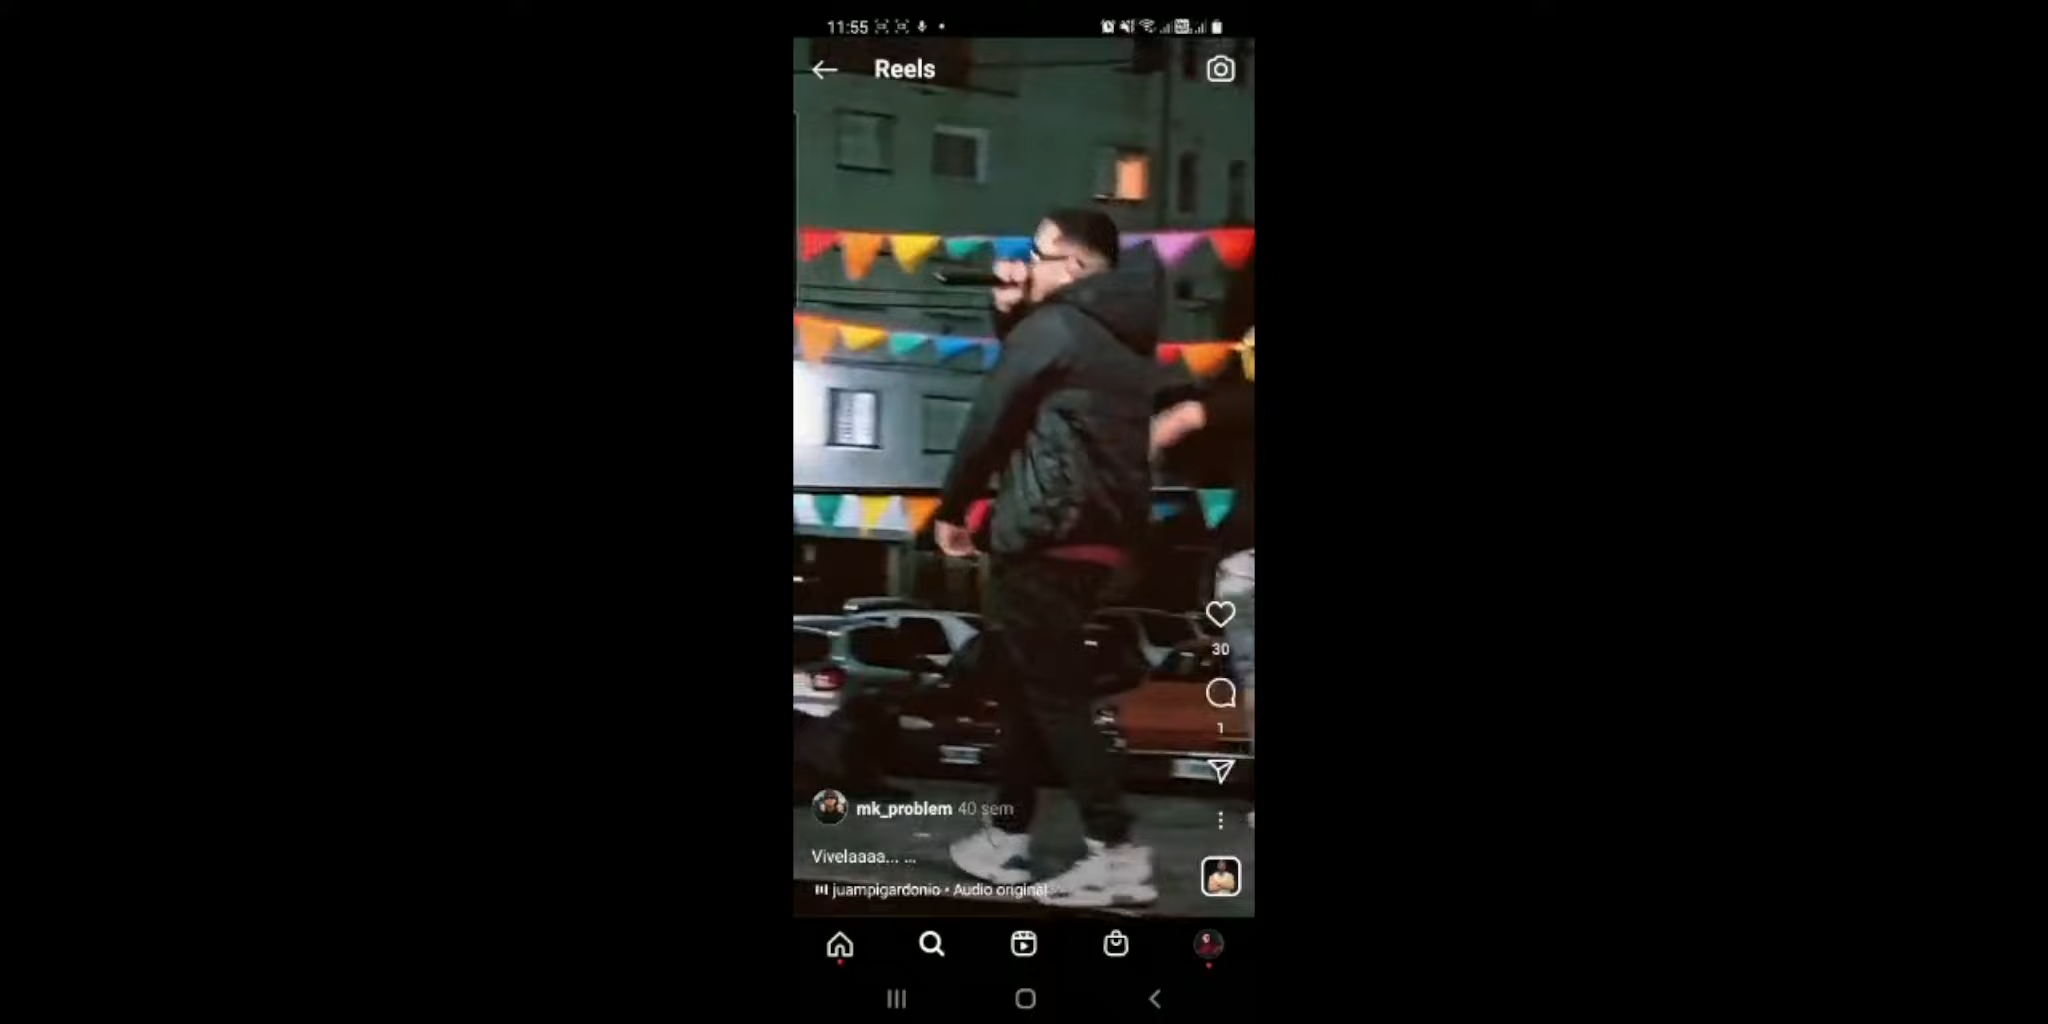 11:55
Reels
30
1
mk_problem 40 sem
Vivelaaaa... ...
juampigardonio • Audio original